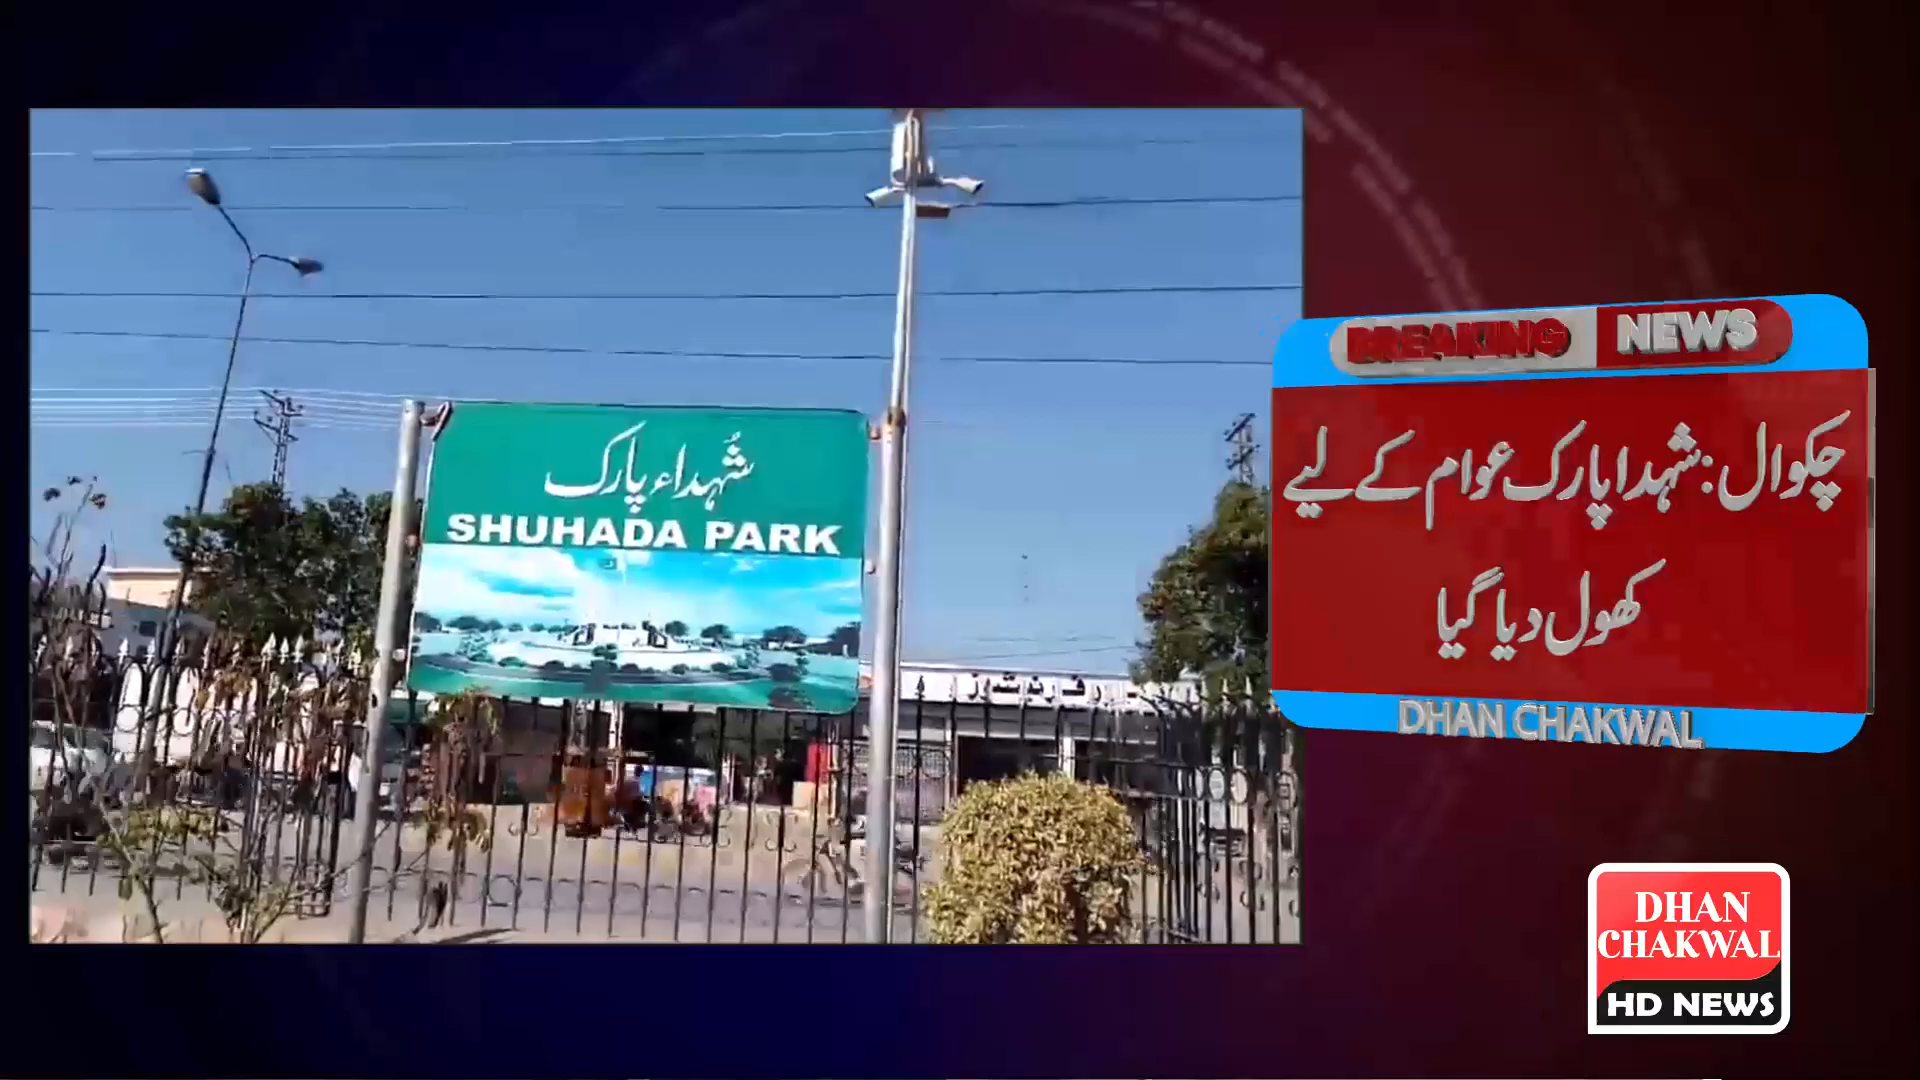 شُہداء پارک
SHUHADA PARK
BREAKING NEWS
چکوال: شہدا پارک عوام کے لیے
کھول دیا گیا
DHAN CHAKWAL
DHAN
CHAKWAL
HD NEWS